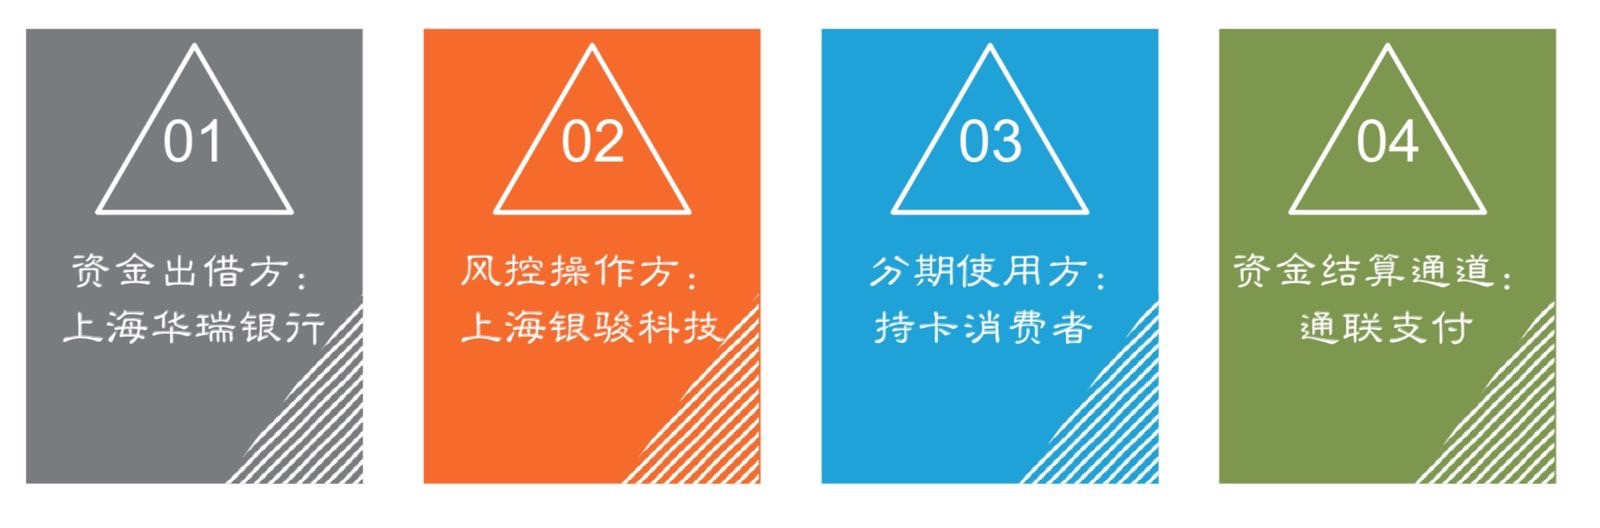 01
资金出借方：
上海华瑞银行
02
风控操作方：
上海银骏科技
03
分期使用方：
持卡消费者
04
资金结算通道：
通联支付